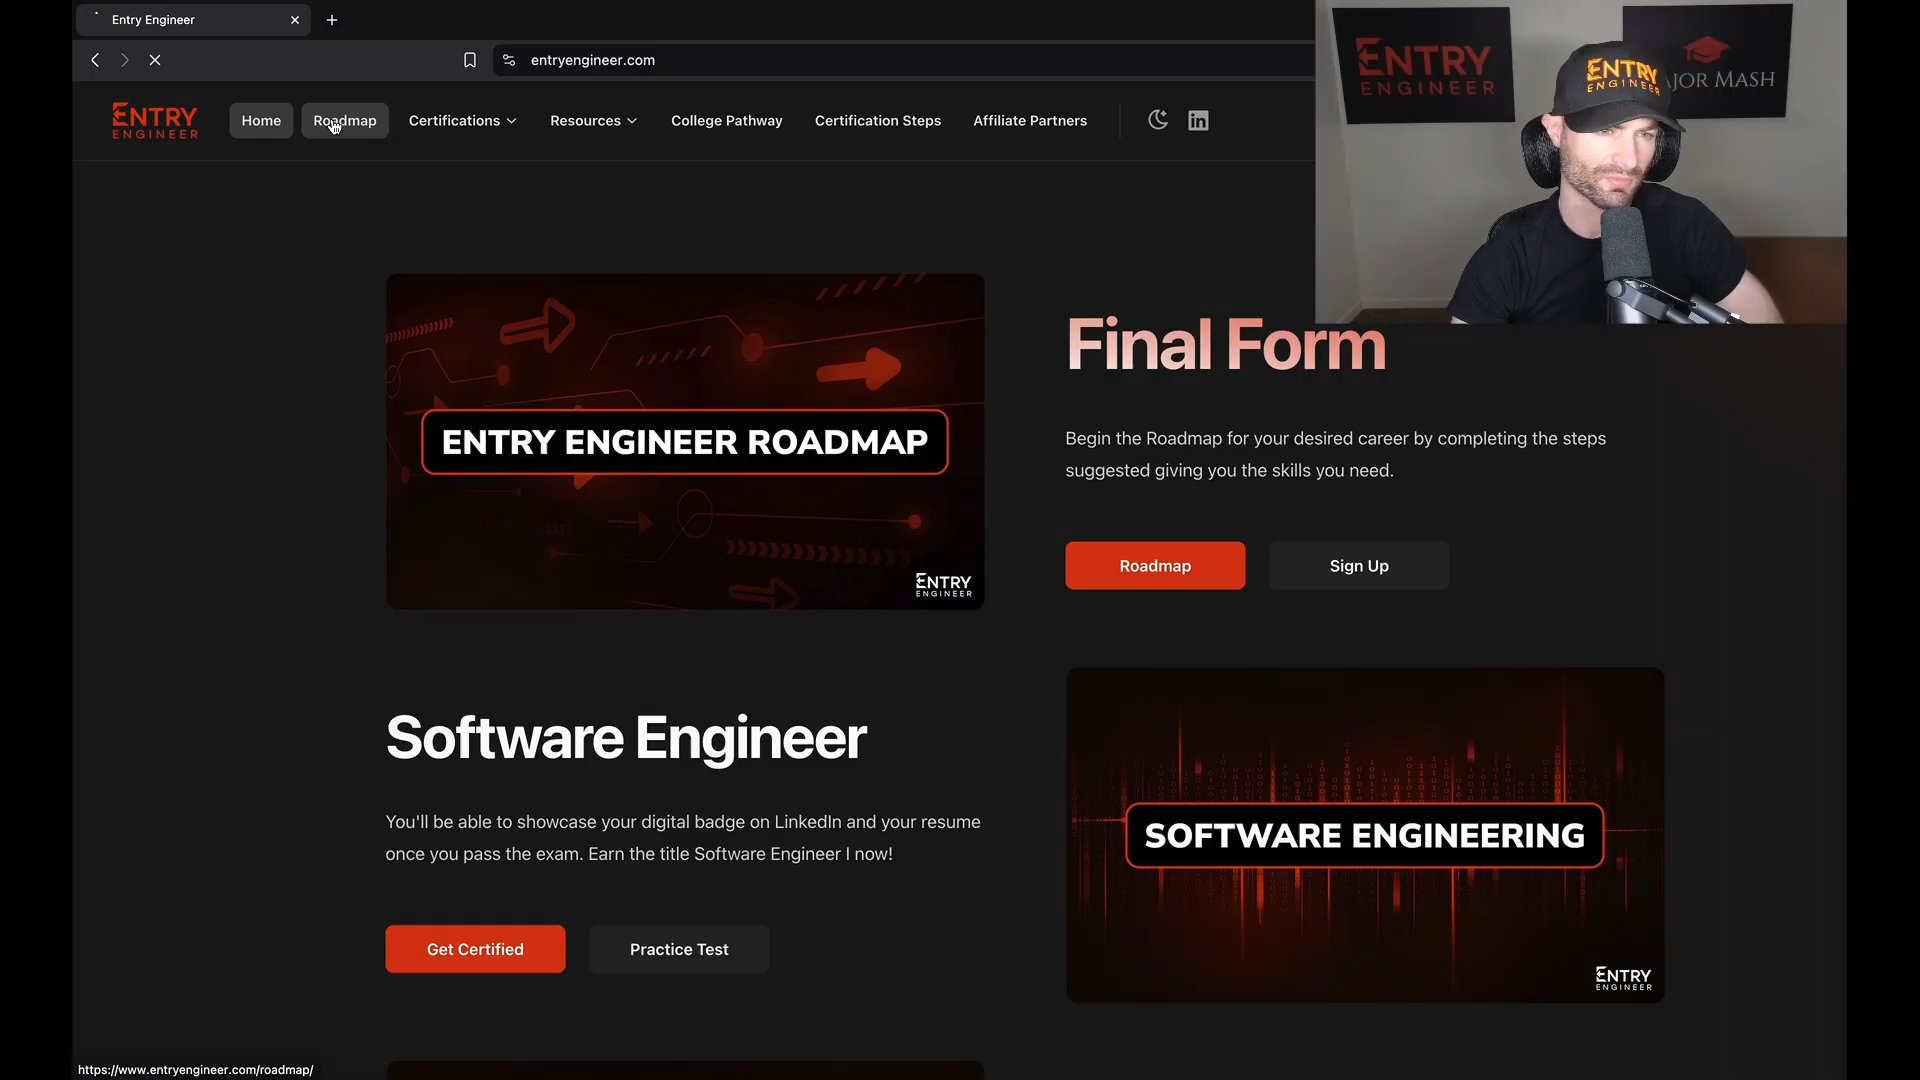 Entry Engineer
entryengineer.com
ENTRY
ENGINEER
Home
Roadmap
Certifications
Resources
College Pathway
Certification Steps
Affiliate Partners
in
ENTRY
ENGINEER
JOR MASH
ENTRY
ENGINEER
ENTRY ENGINEER ROADMAP
ENTRY
ENGINEER
Final Form
Begin the Roadmap for your desired career by completing the steps
suggested giving you the skills you need.
Roadmap
Sign Up
Software Engineer
You'll be able to showcase your digital badge on LinkedIn and your resume
once you pass the exam. Earn the title Software Engineer I now!
Get Certified
Practice Test
SOFTWARE ENGINEERING
ENTRY
ENGINEER
https://www.entryengineer.com/roadmap/